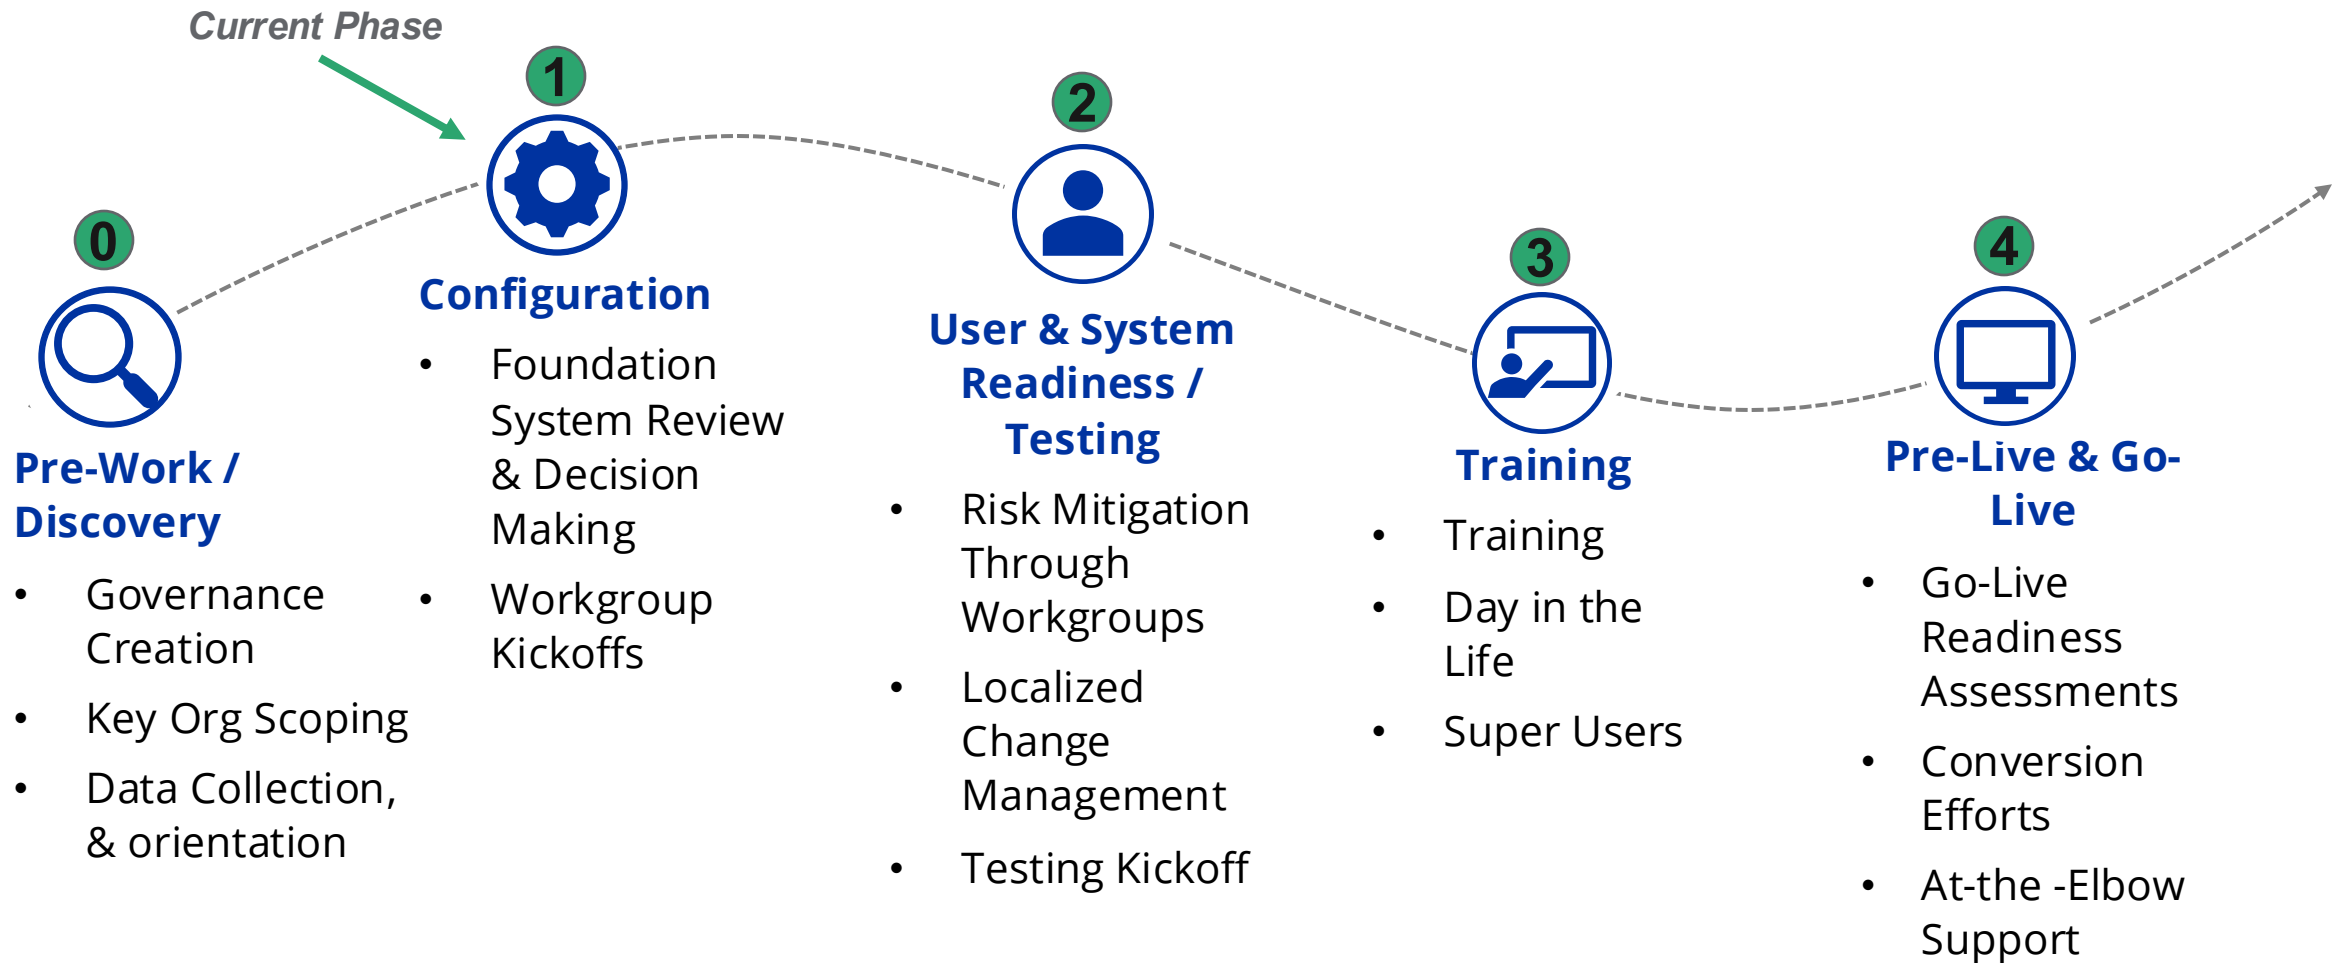 Current Phase
0
Pre-Work /
Discovery
• Governance
Creation
• Key Org Scoping
• Data Collection,
& orientation
1
Configuration
• Foundation
System Review
& Decision
Making
• Workgroup
Kickoffs
2
User & System
Readiness /
Testing
• Risk Mitigation
Through
Workgroups
• Localized
Change
Management
• Testing Kickoff
3
Training
• Training
• Day in the
Life
• Super Users
4
Pre-Live & Go-
Live
• Go-Live
Readiness
Assessments
• Conversion
Efforts
• At-the -Elbow
Support